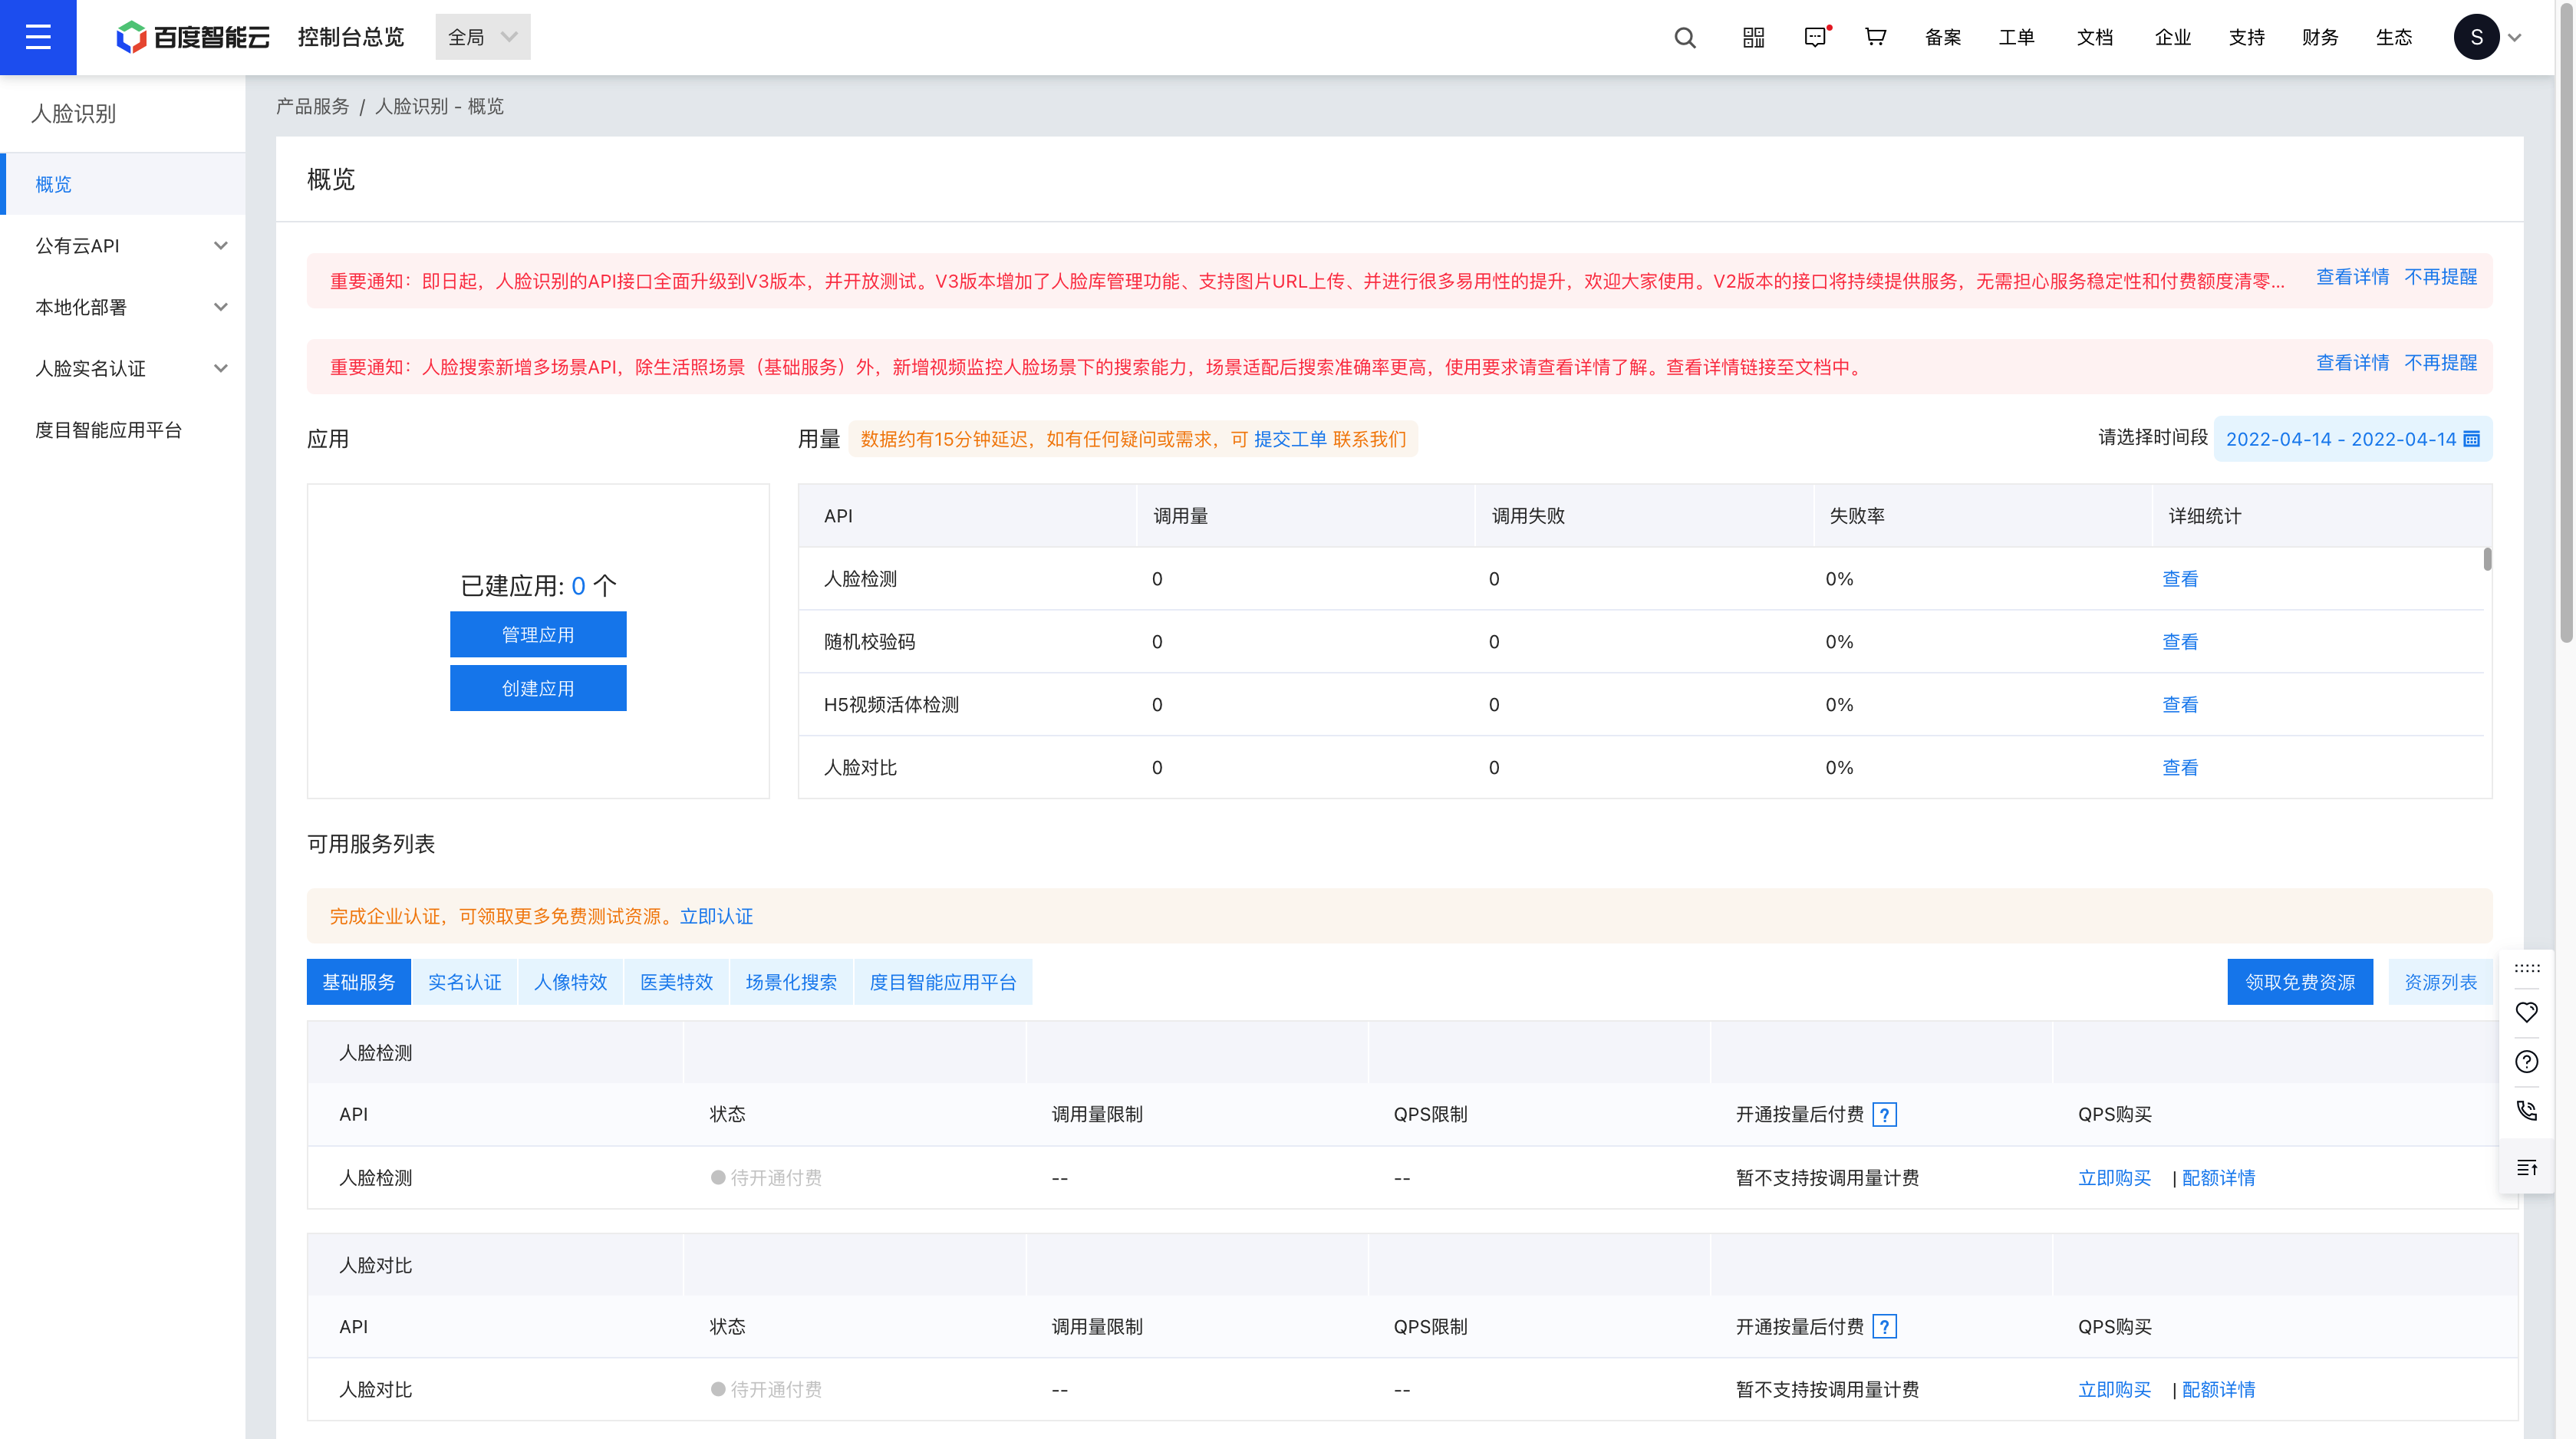 百度智能云 控制台总览 全局 备案 工单 文档 企业 支持 财务 生态 S
人脸识别
概览
公有云API
本地化部署
人脸实名认证
度目智能应用平台
产品服务 / 人脸识别 - 概览
概览
重要通知：即日起，人脸识别的API接口全面升级到V3版本，并开放测试。V3版本增加了人脸库管理功能、支持图片URL上传、并进行很多易用性的提升，欢迎大家使用。V2版本的接口将持续提供服务，无需担心服务稳定性和付费额度清零... 查看详情 不再提醒
重要通知：人脸搜索新增多场景API，除生活照场景（基础服务）外，新增视频监控人脸场景下的搜索能力，场景适配后搜索准确率更高，使用要求请查看详情了解。查看详情链接至文档中。 查看详情 不再提醒
应用
已建应用: 0 个
管理应用
创建应用
用量 数据约有15分钟延迟，如有任何疑问或需求，可 提交工单 联系我们 请选择时间段 2022-04-14 - 2022-04-14
API 调用量 调用失败 失败率 详细统计
人脸检测 0 0 0% 查看
随机校验码 0 0 0% 查看
H5视频活体检测 0 0 0% 查看
人脸对比 0 0 0% 查看
可用服务列表
完成企业认证，可领取更多免费测试资源。立即认证
基础服务 实名认证 人像特效 医美特效 场景化搜索 度目智能应用平台 领取免费资源 资源列表
人脸检测
API 状态 调用量限制 QPS限制 开通按量后付费 ? QPS购买
人脸检测 待开通付费 -- -- 暂不支持按调用量计费 立即购买 | 配额详情
人脸对比
API 状态 调用量限制 QPS限制 开通按量后付费 ? QPS购买
人脸对比 待开通付费 -- -- 暂不支持按调用量计费 立即购买 | 配额详情